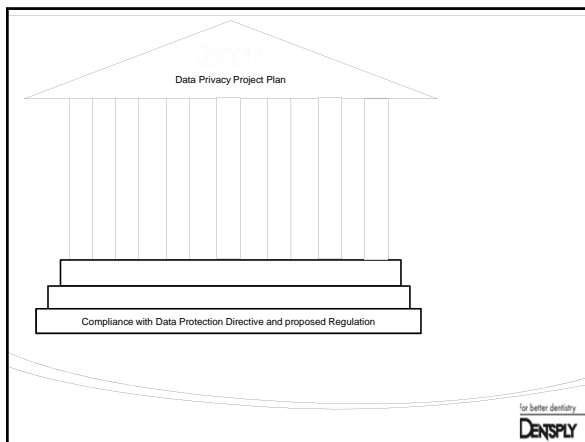 Data Privacy Project Plan
Compliance with Data Protection Directive and proposed Regulation
For better dentistry
DENTSPLY